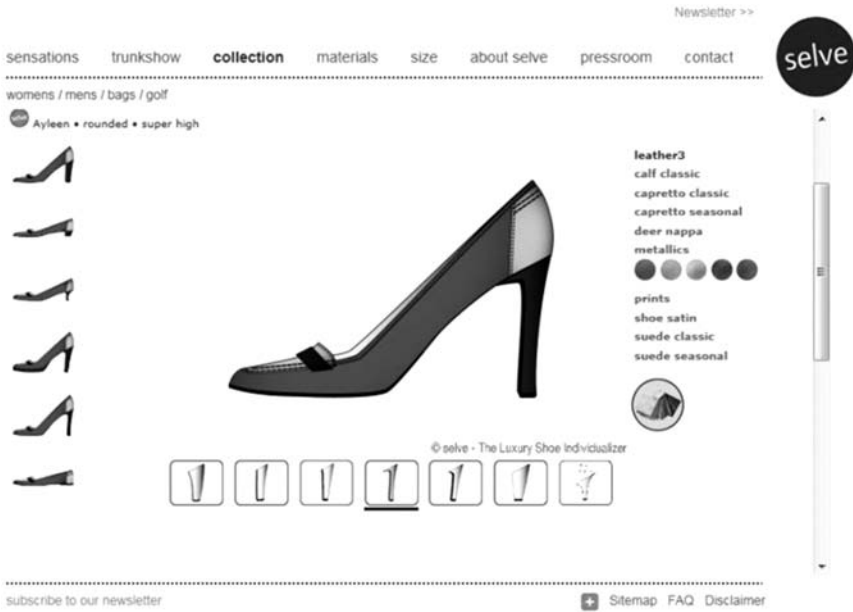 Newsletter >>
sensations trunkshow collection materials size about selve pressroom contact
selve
womens / mens / bags / golf
selve Ayleen • rounded • super high
leather3
calf classic
capretto classic
capretto seasonal
deer nappa
metallics
prints
shoe satin
suede classic
suede seasonal
© selve - The Luxury Shoe Individualizer
subscribe to our newsletter
Sitemap FAQ Disclaimer